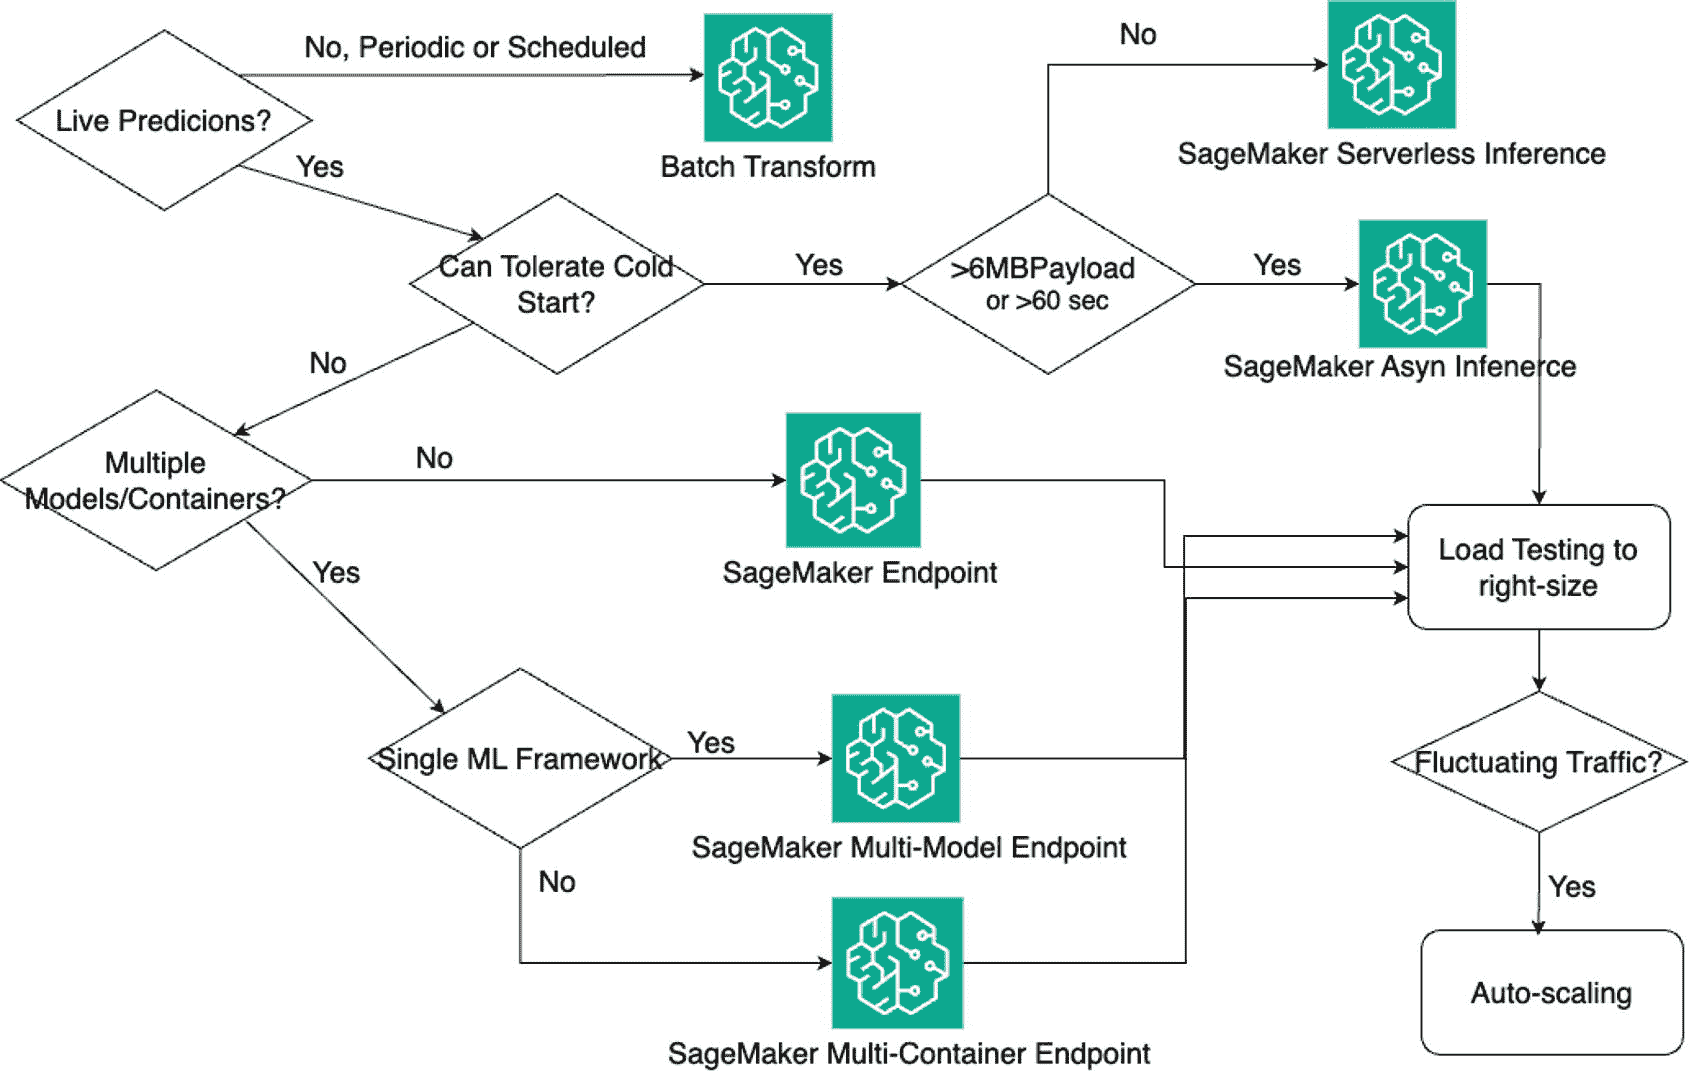 No, Periodic or Scheduled
Live Predicions?
Batch Transform
No
SageMaker Serverless Inference
Yes
Can Tolerate Cold
Start?
Yes
>6MBPayload
or >60 sec
Yes
SageMaker Asyn Infenerce
No
Multiple
Models/Containers?
No
SageMaker Endpoint
Load Testing to
right-size
Yes
Single ML Framework
Yes
SageMaker Multi-Model Endpoint
Fluctuating Traffic?
No
Yes
SageMaker Multi-Container Endpoint
Auto-scaling